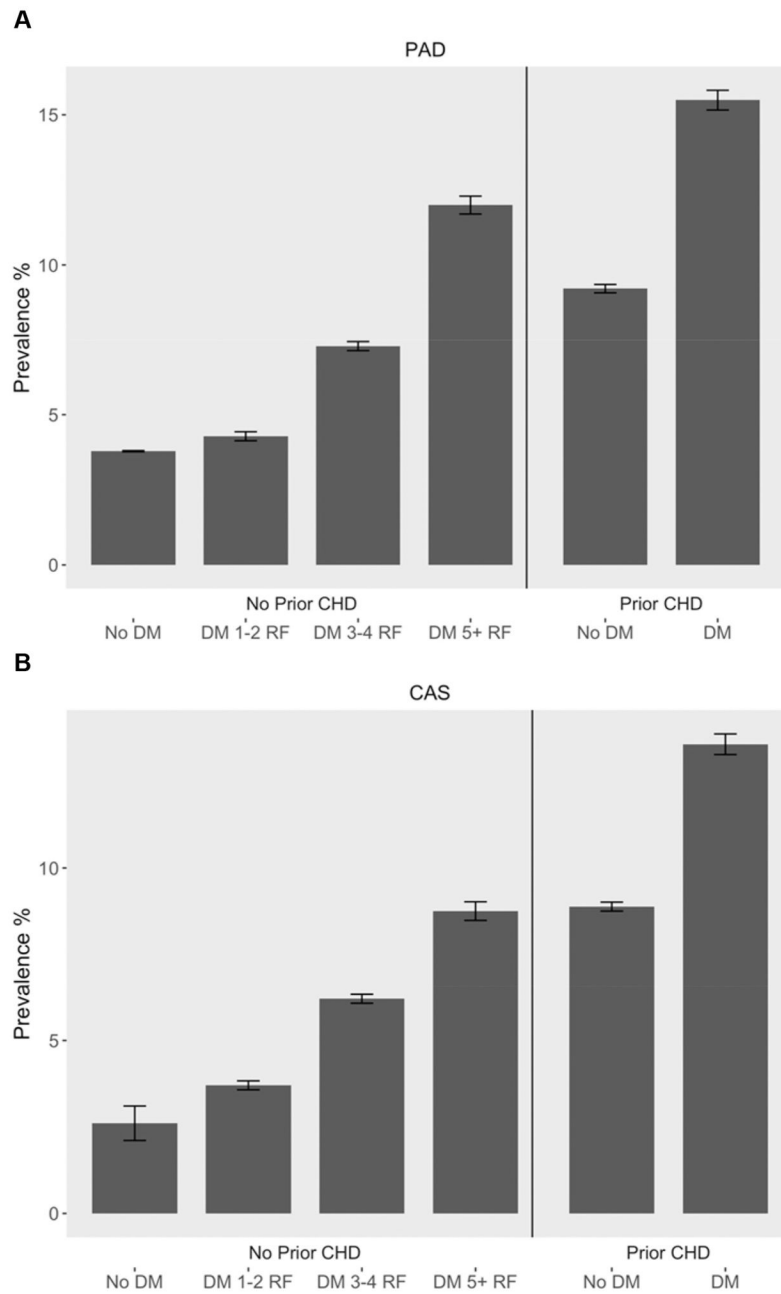 A
PAD
Prevalence %
15
10
5
0
No Prior CHD Prior CHD
No DM DM 1-2 RF DM 3-4 RF DM 5+ RF No DM DM
B
CAS
Prevalence %
10
5
0
No Prior CHD Prior CHD
No DM DM 1-2 RF DM 3-4 RF DM 5+ RF No DM DM